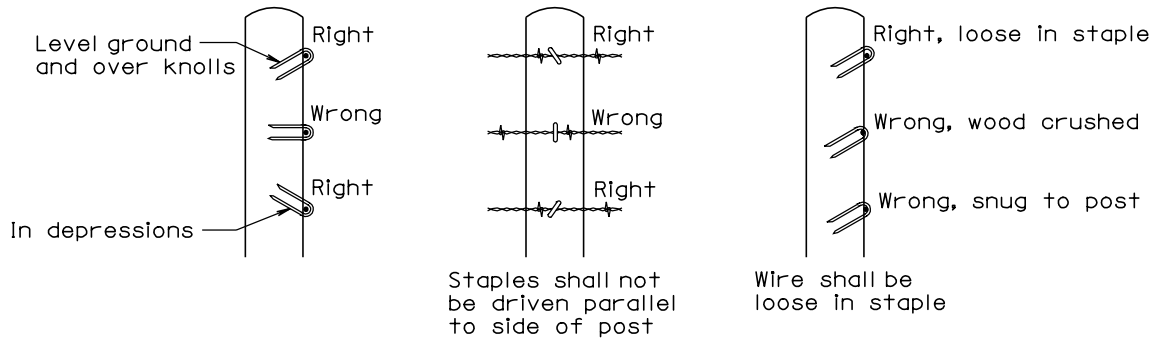 Right
Level ground
and over knolls
Wrong
Right
In depressions
Right
Wrong
Right
Staples shall not
be driven parallel
to side of post
Right, loose in staple
Wrong, wood crushed
Wrong, snug to post
Wire shall be
loose in staple